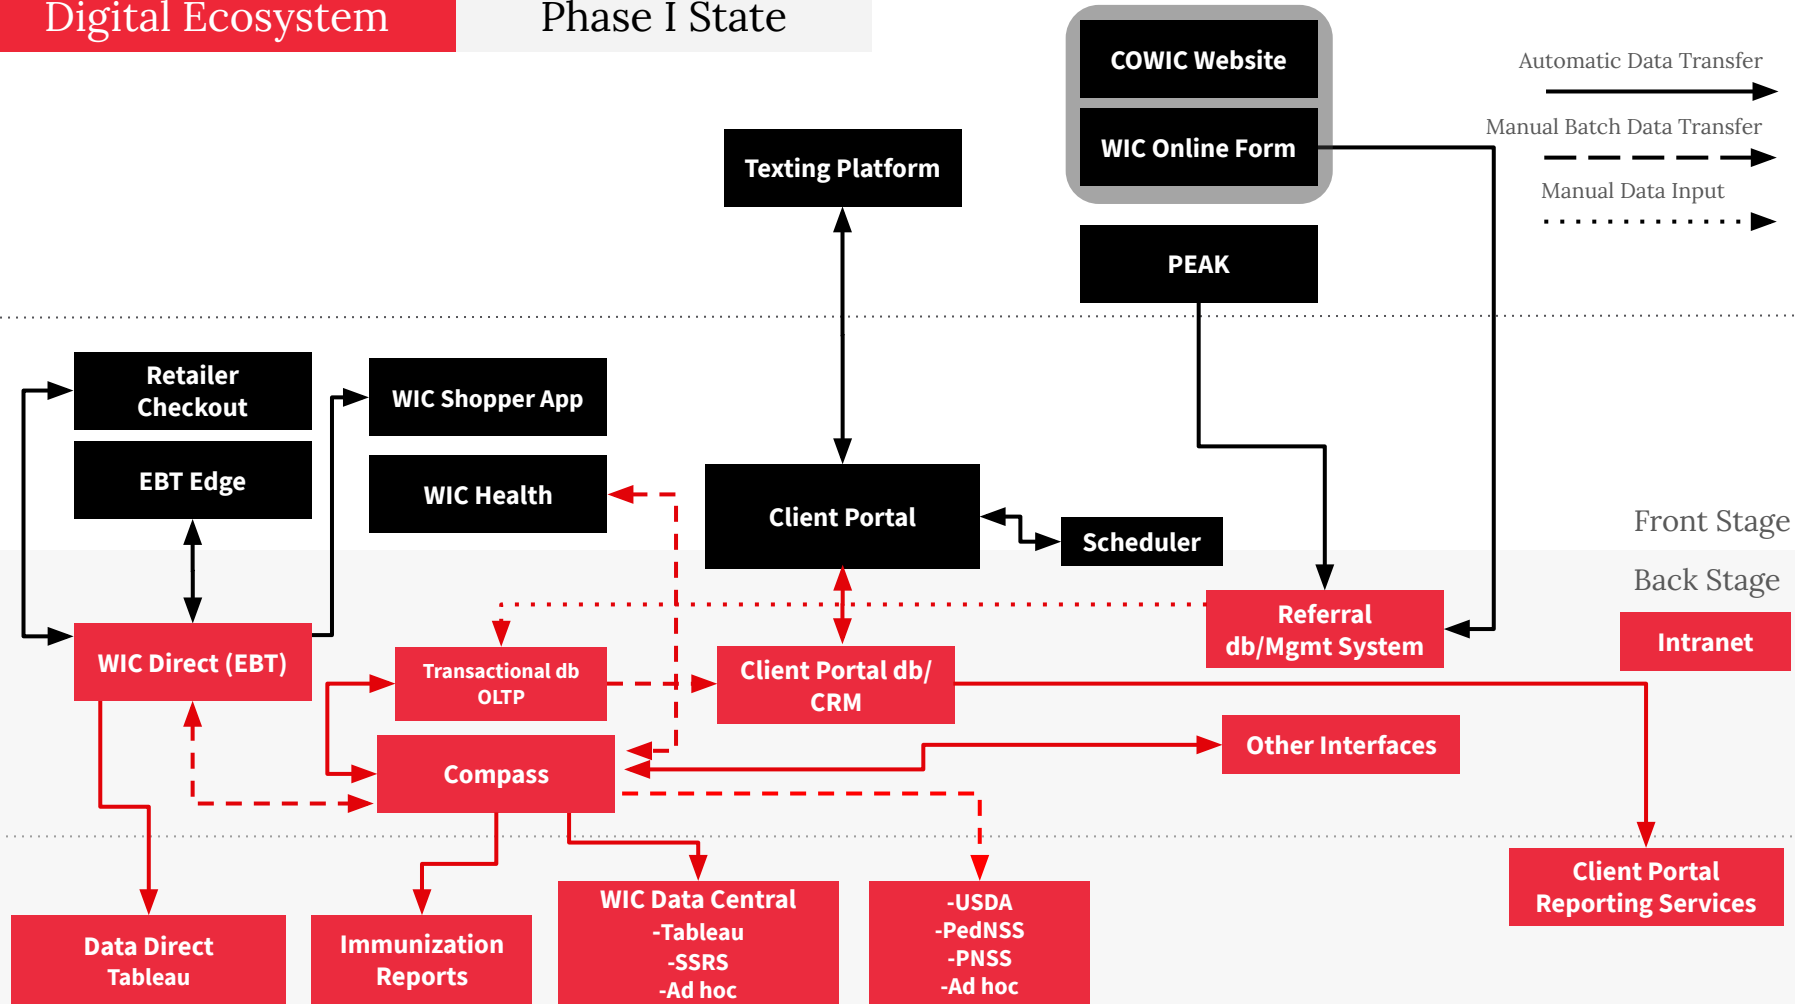 Digital Ecosystem
Phase I State
COWIC Website
WIC Online Form
PEAK
Texting Platform
Automatic Data Transfer
Manual Batch Data Transfer
Manual Data Input
Retailer
Checkout
EBT Edge
WIC Shopper App
WIC Health
Client Portal
Scheduler
Front Stage
Back Stage
Intranet
Referral
db/Mgmt System
WIC Direct (EBT)
Transactional db
OLTP
Client Portal db/
CRM
Compass
Other Interfaces
Data Direct
Tableau
Immunization
Reports
WIC Data Central
-Tableau
-SSRS
-Ad hoc
-USDA
-PedNSS
-PNSS
-Ad hoc
Client Portal
Reporting Services